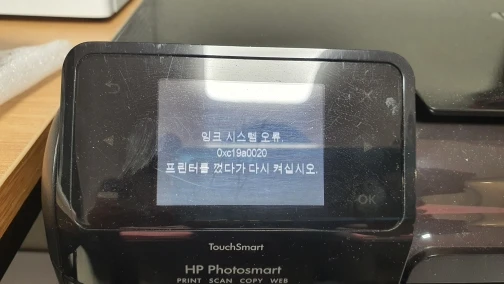 잉크 시스템 오류.
0xc19a0020
프린터를 껐다가 다시 켜십시오.
OK
TouchSmart
HP Photosmart
PRINT SCAN COPY WEB